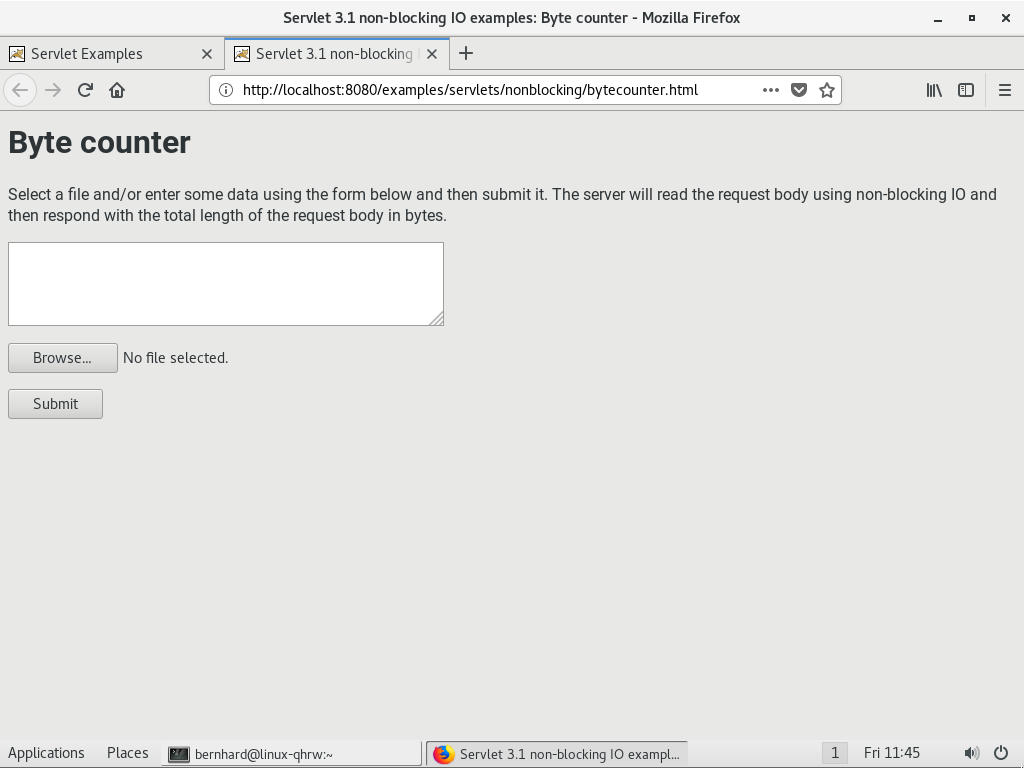 Servlet 3.1 non-blocking IO examples: Byte counter - Mozilla Firefox
Servlet Examples
Servlet 3.1 non-blocking
http://localhost:8080/examples/servlets/nonblocking/bytecounter.html
Byte counter
Select a file and/or enter some data using the form below and then submit it. The server will read the request body using non-blocking IO and
then respond with the total length of the request body in bytes.
Browse... No file selected.
Submit
Applications Places bernhard@linux-qhrw:~ Servlet 3.1 non-blocking IO exampl... 1 Fri 11:45